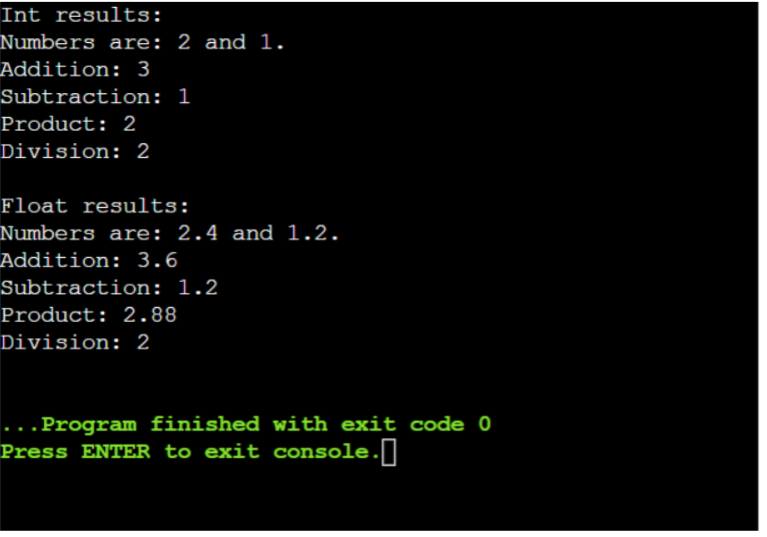 Int results:
Numbers are: 2 and 1.
Addition: 3
Subtraction: 1
Product: 2
Division: 2
Float results:
Numbers are: 2.4 and 1.2.
Addition: 3.6
Subtraction: 1.2
Product: 2.88
Division: 2
...Program finished with exit code 0
Press ENTER to exit console.